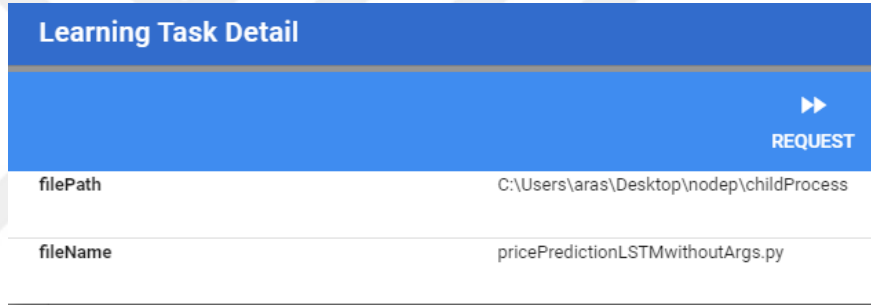 Learning Task Detail
REQUEST
filePath C:\Users\aras\Desktop\nodep\childProcess
fileName pricePredictionLSTMwithoutArgs.py